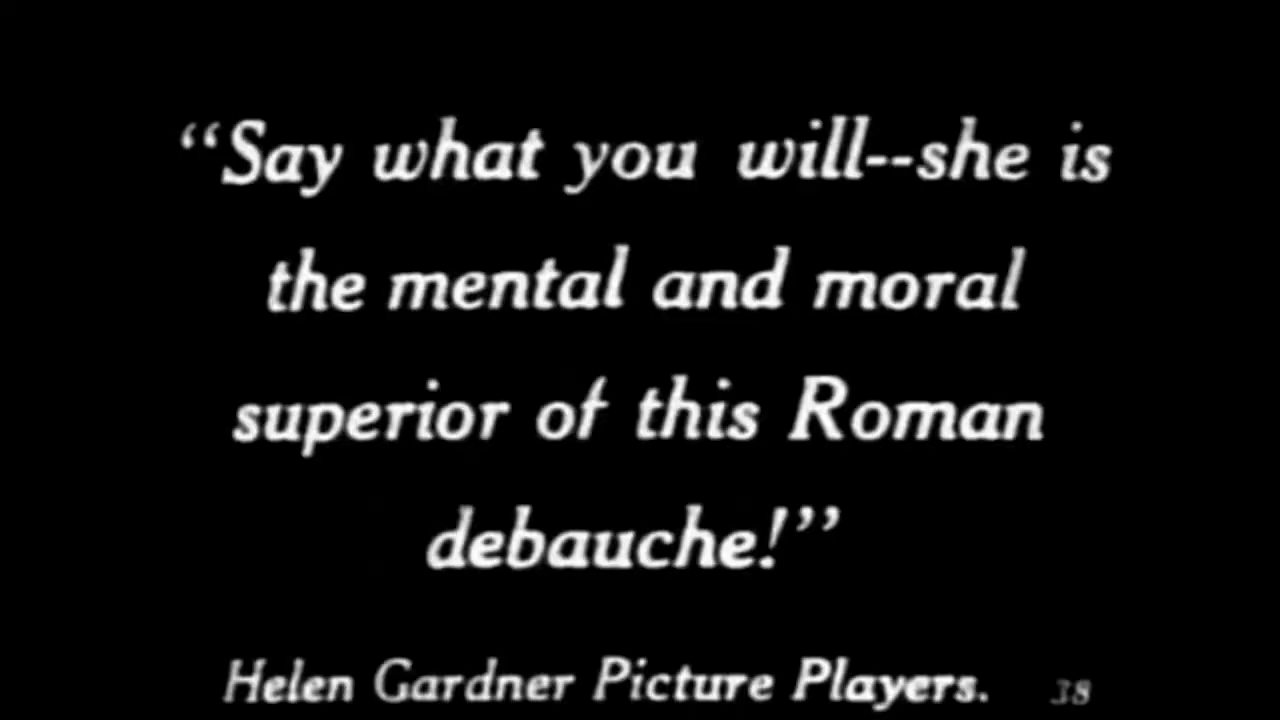 “Say what you will--she is
the mental and moral
superior of this Roman
debauche!”
Helen Gardner Picture Players. 38